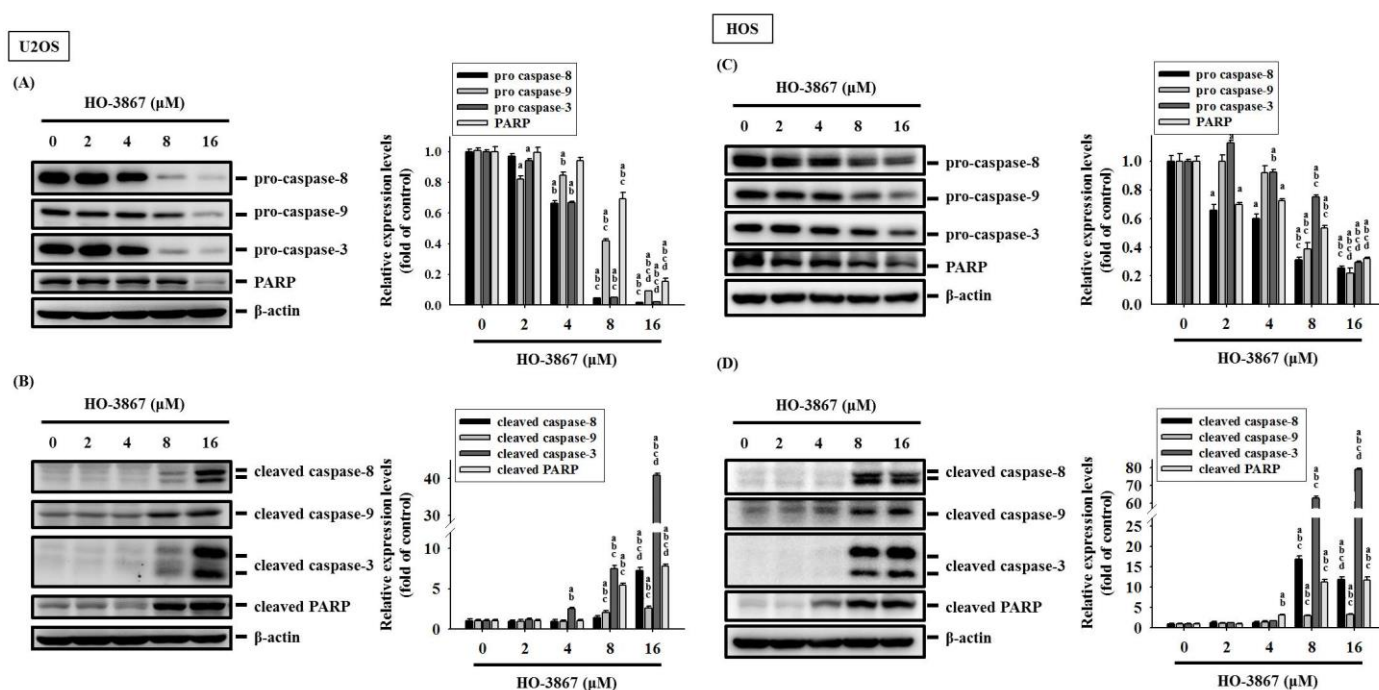 U2OS
(A)
HO-3867 (μM)
0 2 4 8 16
pro-caspase-8
pro-caspase-9
pro-caspase-3
PARP
β-actin
pro caspase-8
pro caspase-9
pro caspase-3
PARP
Relative expression levels
(fold of control)
1.0
0.8
0.6
0.4
0.2
0.0
0 2 4 8 16
HO-3867 (μM)
(B)
HO-3867 (μM)
0 2 4 8 16
cleaved caspase-8
cleaved caspase-9
cleaved caspase-3
cleaved PARP
β-actin
cleaved caspase-8
cleaved caspase-9
cleaved caspase-3
cleaved PARP
Relative expression levels
(fold of control)
40
30
10
5
0
0 2 4 8 16
HO-3867 (μM)
HOS
(C)
HO-3867 (μM)
0 2 4 8 16
pro-caspase-8
pro-caspase-9
pro-caspase-3
PARP
β-actin
pro caspase-8
pro caspase-9
pro caspase-3
PARP
Relative expression levels
(fold of control)
1.0
0.8
0.6
0.4
0.2
0.0
0 2 4 8 16
HO-3867 (μM)
(D)
HO-3867 (μM)
0 2 4 8 16
cleaved caspase-8
cleaved caspase-9
cleaved caspase-3
cleaved PARP
β-actin
cleaved caspase-8
cleaved caspase-9
cleaved caspase-3
cleaved PARP
Relative expression levels
(fold of control)
80
70
60
25
20
15
10
5
0
0 2 4 8 16
HO-3867 (μM)